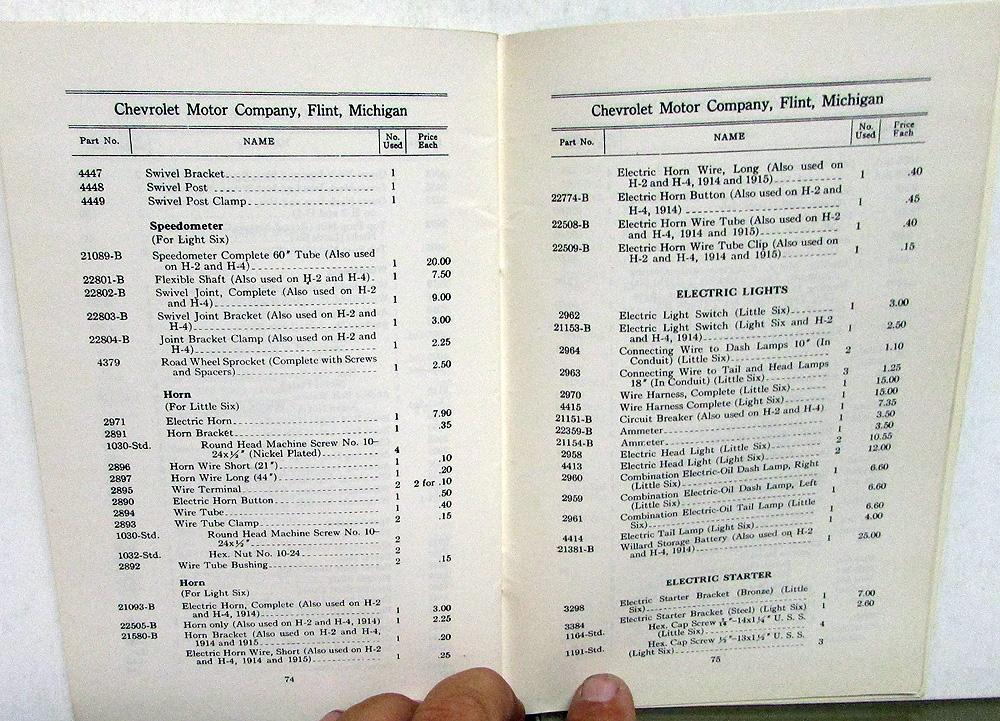 Chevrolet Motor Company, Flint, Michigan
Part No. NAME No. Used Price Each
4447 Swivel Bracket 1
4448 Swivel Post 1
4449 Swivel Post Clamp 1
Speedometer
(For Light Six)
21089-B Speedometer Complete 60" Tube (Also used
on H-2 and H-4) 1 20.00
22801-B Flexible Shaft (Also used on H-2 and H-4) 1 7.50
22802-B Swivel Joint, Complete (Also used on H-2
and H-4) 1 9.00
22803-B Swivel Joint Bracket (Also used on H-2 and
H-4) 1 3.00
22804-B Joint Bracket Clamp (Also used on H-2 and
H-4) 1 2.25
4379 Road Wheel Sprocket (Complete with Screws
and Spacers) 1 2.50
Horn
(For Little Six)
2971 Electric Horn 1 7.90
2891 Horn Bracket 1 .35
1030-Std. Round Head Machine Screw No. 10-
24x½" (Nickel Plated) 4
2896 Horn Wire Short (21") 1 .10
2897 Horn Wire Long (44") 1 .20
2895 Wire Terminal 2 2 for .10
2890 Electric Horn Button 1 .50
2894 Wire Tube 1 .40
2893 Wire Tube Clamp 2 .15
1030-Std. Round Head Machine Screw No. 10-
24x½" 2
1032-Std. Hex. Nut No. 10-24 2
2892 Wire Tube Bushing 2 .15
Horn
(For Light Six)
21093-B Electric Horn, Complete (Also used on H-2
and H-4, 1914) 1 3.00
22505-B Horn only (Also used on H-2 and H-4, 1914) 1 2.25
21580-B Horn Bracket (Also used on H-2 and H-4,
1914 and 1915 1 .20
Electric Horn Wire, Short (Also used on H-2
and H-4, 1914 and 1915) 1 .25
74
Chevrolet Motor Company, Flint, Michigan
Part No. NAME No. Used Price Each
Electric Horn Wire, Long (Also used on
H-2 and H-4, 1914 and 1915) 1 .40
22774-B Electric Horn Button (Also used on H-2 and
H-4, 1914) 1 .45
22508-B Electric Horn Wire Tube (Also used on H-2
and H-4, 1914 and 1915) 1 .40
22509-B Electric Horn Wire Tube Clip (Also used on
H-2 and H-4, 1914 and 1915) 1 .15
ELECTRIC LIGHTS
2962 Electric Light Switch (Little Six) 1 3.00
21153-B Electric Light Switch (Light Six and H-2
and H-4, 1914) 1 2.50
2964 Connecting Wire to Dash Lamps 10" (In
Conduit) (Little Six) 2 1.10
2963 Connecting Wire to Tail and Head Lamps
18" (In Conduit) (Little Six) 3 1.25
2970 Wire Harness, Complete (Little Six) 1 15.00
4415 Wire Harness Complete (Light Six) 1 15.00
21151-B Circuit Breaker (Also used on H-2 and H-4) 1 7.35
22359-B Ammeter 1 3.50
21154-B Ammeter 1 3.50
2958 Electric Head Light (Little Six) 2 10.55
4413 Electric Head Light (Light Six) 2 12.00
2960 Combination Electric-Oil Dash Lamp, Right
(Little Six) 1 6.60
2959 Combination Electric-Oil Dash Lamp, Left
(Little Six) 1 6.60
2961 Combination Electric-Oil Tail Lamp (Little
Six) 1 6.60
4414 Electric Tail Lamp (Light Six) 1 4.00
21381-B Willard Storage Battery (Also used on H-2
and H-4, 1914) 1 25.00
ELECTRIC STARTER
3298 Electric Starter Bracket (Bronze) (Little
Six) 1 7.00
3384 Electric Starter Bracket (Steel) (Light Six) 1 2.60
1164-Std. Hex. Cap Screw 14x1¼" U. S. S.
(Little Six) 4
1191-Std. Hex. Cap Screw ½"-13x1½" U. S. S.
(Light Six) 3
75